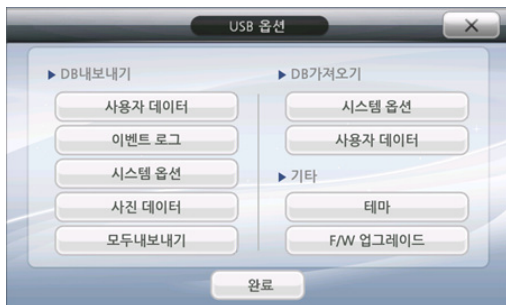 USB 옵션
DB내보내기
사용자 데이터
이벤트 로그
시스템 옵션
사진 데이터
모두내보내기
DB가져오기
시스템 옵션
사용자 데이터
기타
테마
F/W 업그레이드
완료